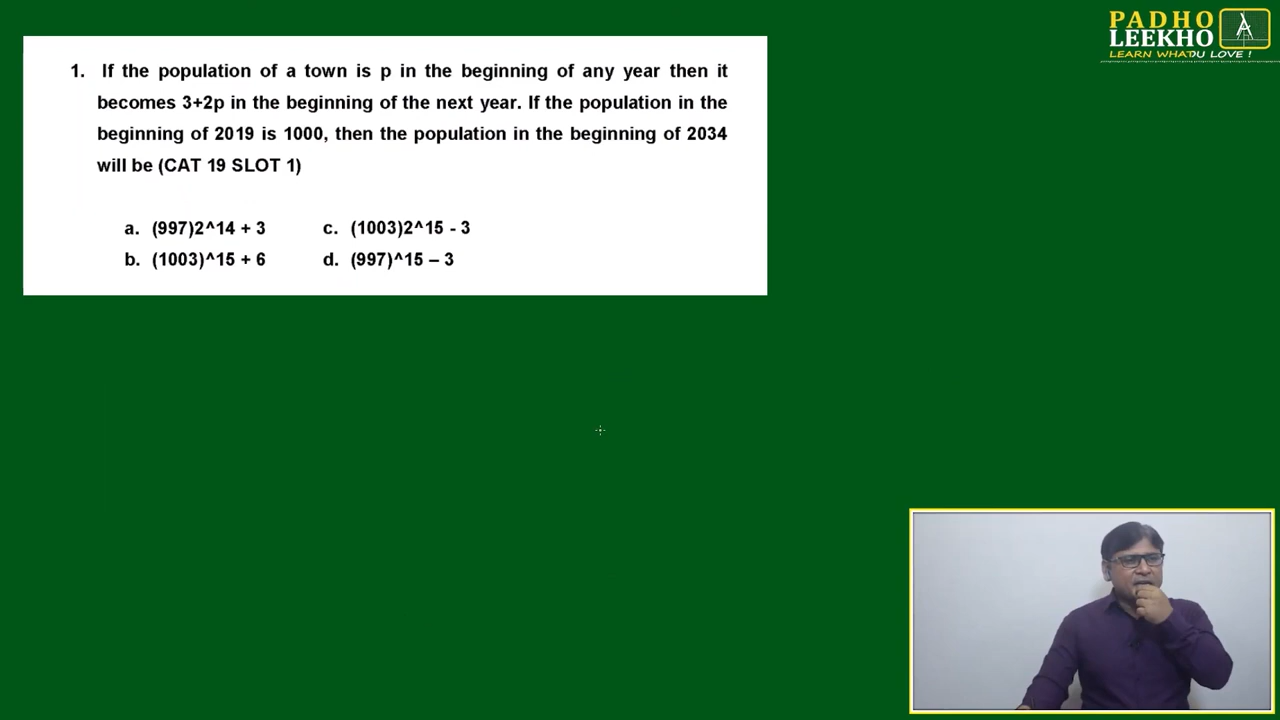 PADHO
LEEKHO
LEARN WHATDU LOVE !
1. If the population of a town is p in the beginning of any year then it
becomes 3+2p in the beginning of the next year. If the population in the
beginning of 2019 is 1000, then the population in the beginning of 2034
will be (CAT 19 SLOT 1)
a. (997)2^14 + 3 c. (1003)2^15 - 3
b. (1003)^15 + 6 d. (997)^15 – 3